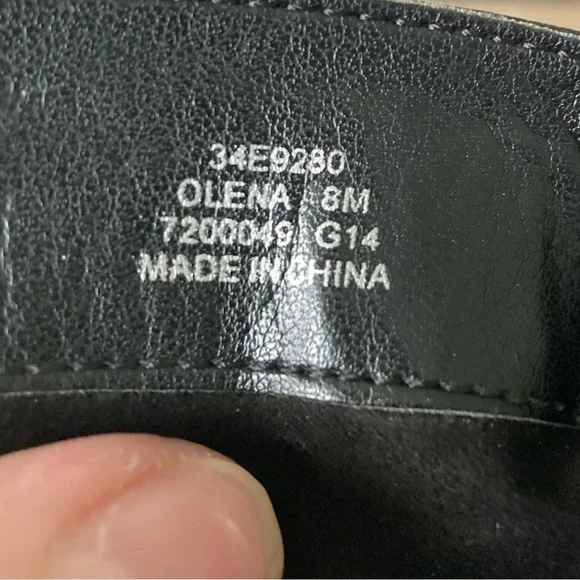 34E9280
OLENA 8M
7200049 G14
MADE IN CHINA